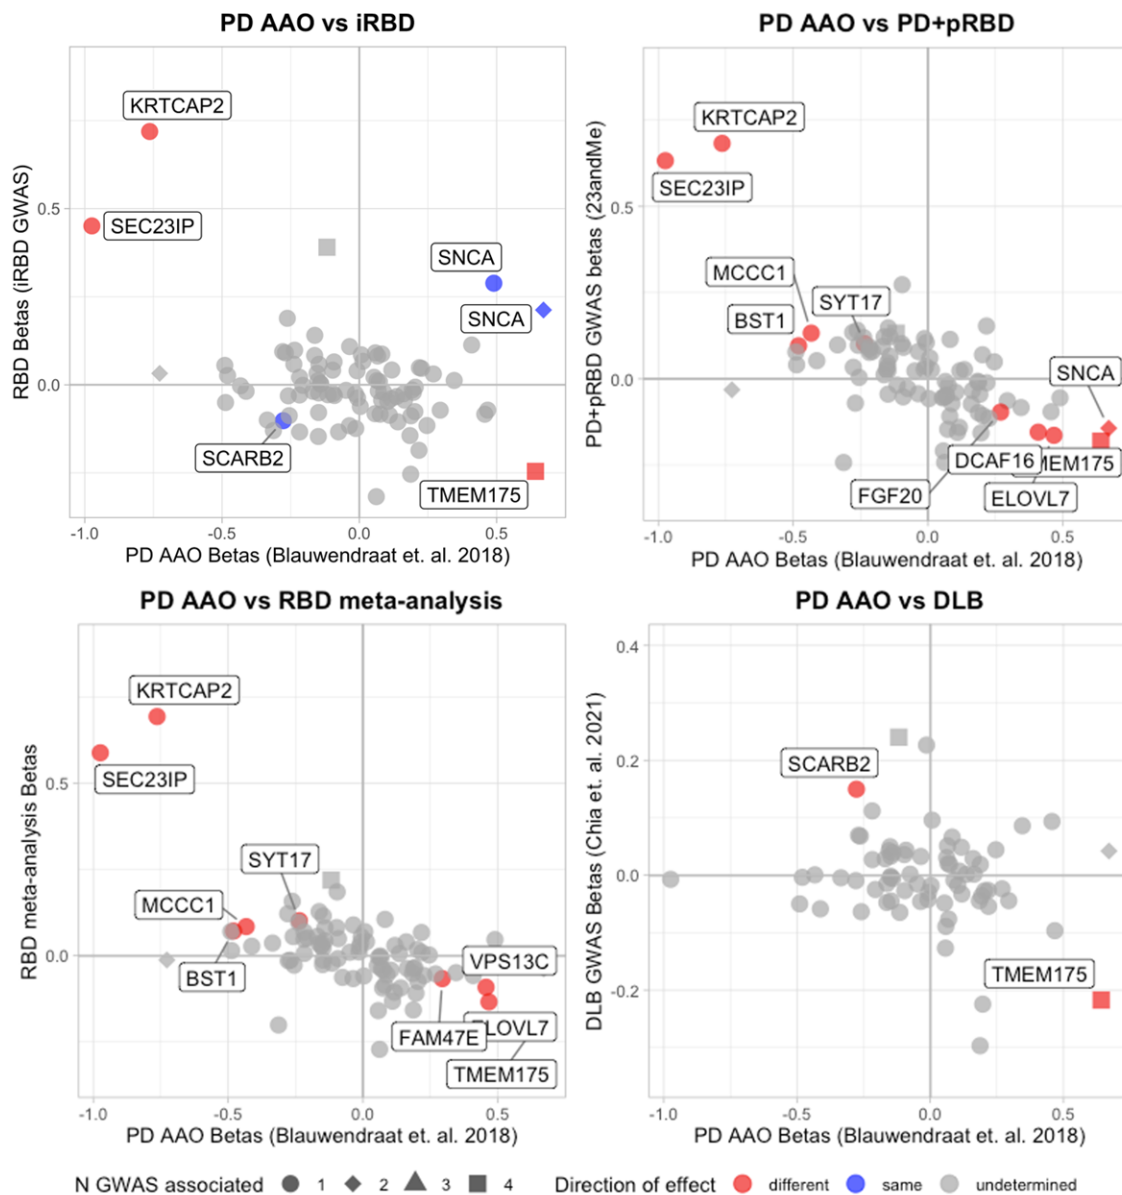 PD AAO vs iRBD
PD AAO vs PD+pRBD
RBD Betas (iRBD GWAS)
0.5
0.0
KRTCAP2
SEC23IP
SNCA
SNCA
SCARB2
TMEM175
-1.0
-0.5
0.0
0.5
PD AAO Betas (Blauwendraat et. al. 2018)
PD+pRBD GWAS betas (23andMe)
0.5
0.0
KRTCAP2
SEC23IP
MCCC1
SYT17
BST1
SNCA
DCAF16
MEM175
FGF20
ELOVL7
-1.0
-0.5
0.0
0.5
PD AAO Betas (Blauwendraat et. al. 2018)
PD AAO vs RBD meta-analysis
PD AAO vs DLB
RBD meta-analysis Betas
0.5
0.0
KRTCAP2
SEC23IP
SYT17
MCCC1
BST1
VPS13C
LOVL7
FAM47E
TMEM175
-1.0
-0.5
0.0
0.5
PD AAO Betas (Blauwendraat et. al. 2018)
DLB GWAS Betas (Chia et. al. 2021)
0.4
0.2
0.0
-0.2
SCARB2
TMEM175
-1.0
-0.5
0.0
0.5
PD AAO Betas (Blauwendraat et. al. 2018)
N GWAS associated 1 2 3 4 Direction of effect different same undetermined